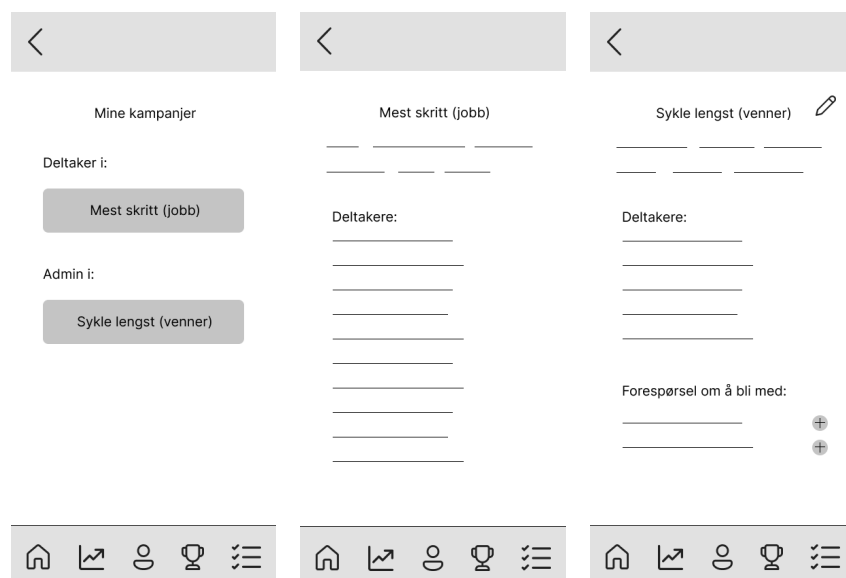 Mine kampanjer
Deltaker i:
Mest skritt (jobb)
Admin i:
Sykle lengst (venner)
Mest skritt (jobb)
Deltakere:
Sykle lengst (venner)
Deltakere:
Forespørsel om å bli med: